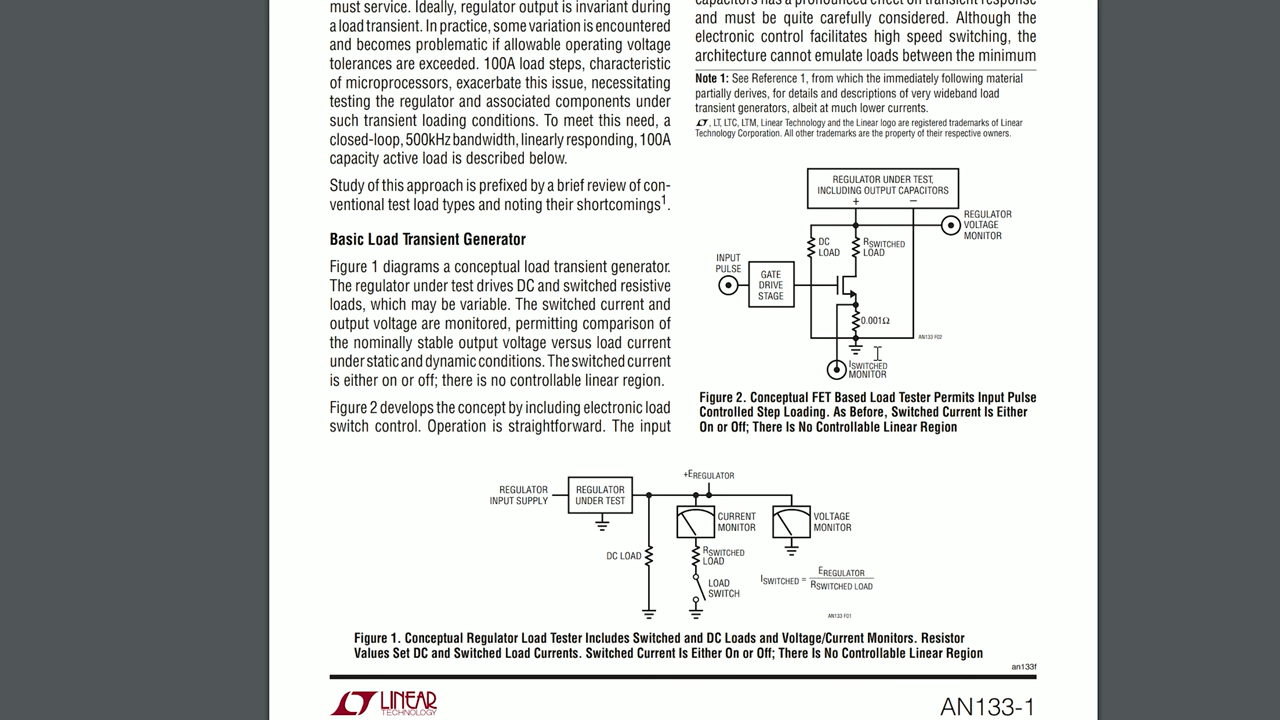 must service. Ideally, regulator output is invariant during
a load transient. In practice, some variation is encountered
and becomes problematic if allowable operating voltage
tolerances are exceeded. 100A load steps, characteristic
of microprocessors, exacerbate this issue, necessitating
testing the regulator and associated components under
such transient loading conditions. To meet this need, a
closed-loop, 500kHz bandwidth, linearly responding, 100A
capacity active load is described below.
Study of this approach is prefixed by a brief review of con-
ventional test load types and noting their shortcomings1.
Basic Load Transient Generator
Figure 1 diagrams a conceptual load transient generator.
The regulator under test drives DC and switched resistive
loads, which may be variable. The switched current and
output voltage are monitored, permitting comparison of
the nominally stable output voltage versus load current
under static and dynamic conditions. The switched current
is either on or off; there is no controllable linear region.
Figure 2 develops the concept by including electronic load
switch control. Operation is straightforward. The input
capacitors has a pronounced effect on transient response
and must be quite carefully considered. Although the
electronic control facilitates high speed switching, the
architecture cannot emulate loads between the minimum
Note 1: See Reference 1, from which the immediately following material
partially derives, for details and descriptions of very wideband load
transient generators, albeit at much lower currents.
LT, LT, LTC, LTM, Linear Technology and the Linear logo are registered trademarks of Linear
Technology Corporation. All other trademarks are the property of their respective owners.
REGULATOR UNDER TEST,
INCLUDING OUTPUT CAPACITORS
+ –
REGULATOR
VOLTAGE
MONITOR
DC
LOAD
RSWITCHED
LOAD
INPUT
PULSE
GATE
DRIVE
STAGE
0.001Ω
AN133 F02
ISWITCHED
MONITOR
Figure 2. Conceptual FET Based Load Tester Permits Input Pulse
Controlled Step Loading. As Before, Switched Current Is Either
On or Off; There Is No Controllable Linear Region
+EREGULATOR
REGULATOR
INPUT SUPPLY
REGULATOR
UNDER TEST
CURRENT
MONITOR
VOLTAGE
MONITOR
DC LOAD
RSWITCHED
LOAD
LOAD
SWITCH
ISWITCHED = EREGULATOR
RSWITCHED LOAD
AN133 F01
Figure 1. Conceptual Regulator Load Tester Includes Switched and DC Loads and Voltage/Current Monitors. Resistor
Values Set DC and Switched Load Currents. Switched Current Is Either On or Off; There Is No Controllable Linear Region
an133f
LT LINEAR
TECHNOLOGY
AN133-1